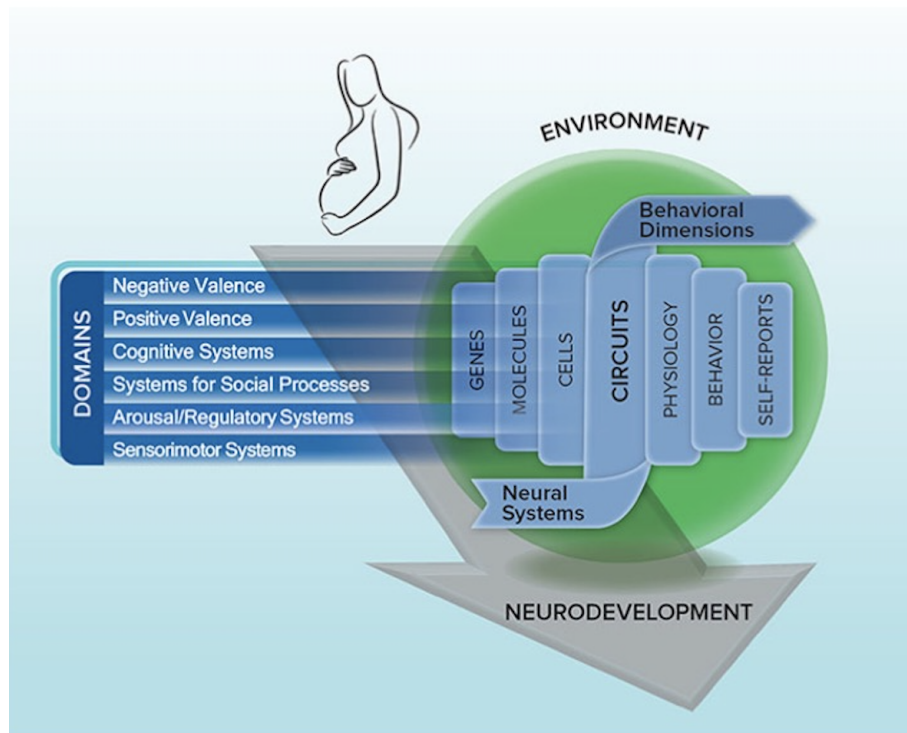 ENVIRONMENT
Behavioral
Dimensions
DOMAINS
Negative Valence
Positive Valence
Cognitive Systems
Systems for Social Processes
Arousal/Regulatory Systems
Sensorimotor Systems
GENES
MOLECULES
CELLS
CIRCUITS
PHYSIOLOGY
BEHAVIOR
SELF-REPORTS
Neural
Systems
NEURODEVELOPMENT